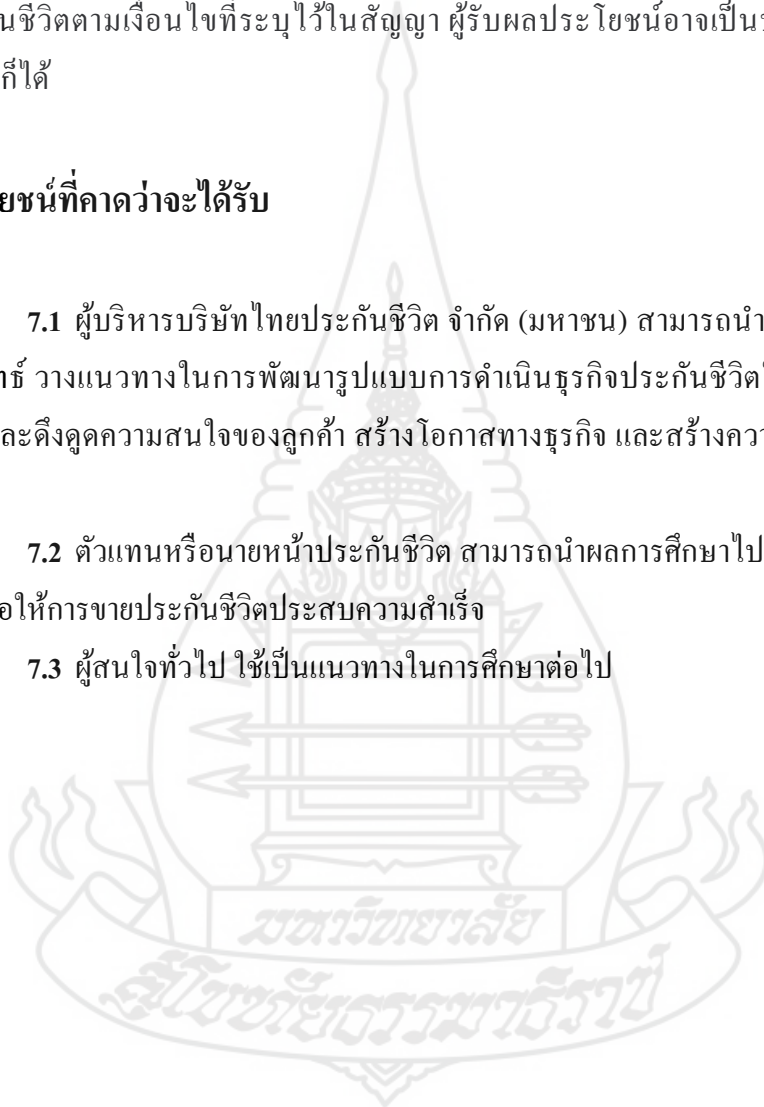 นชีวิตตามเงื่อนไขที่ระบุไว้ในสัญญา ผู้รับผลประโยชน์อาจเป็น
ก็ได้
ยชน์ที่คาดว่าจะได้รับ
7.1 ผู้บริหารบริษัทไทยประกันชีวิต จำกัด (มหาชน) สามารถนำ
ทธ์ วางแนวทางในการพัฒนารูปแบบการดำเนินธุรกิจประกันชีวิต
ละดึงดูดความสนใจของลูกค้า สร้างโอกาสทางธุรกิจ และสร้างควา
7.2 ตัวแทนหรือนายหน้าประกันชีวิต สามารถนำผลการศึกษาไป
อให้การขายประกันชีวิตประสบความสำเร็จ
7.3 ผู้สนใจทั่วไป ใช้เป็นแนวทางในการศึกษาต่อไป
มหาวิทยาลัย
สุโขทัยธรรมาธิราช